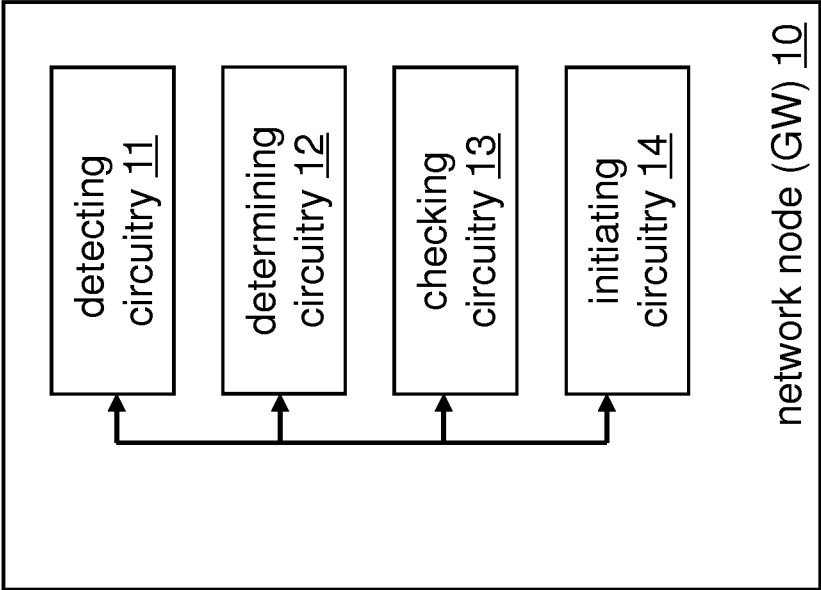 detecting
circuitry 11
determining
circuitry 12
checking
circuitry 13
initiating
circuitry 14
network node (GW) 10